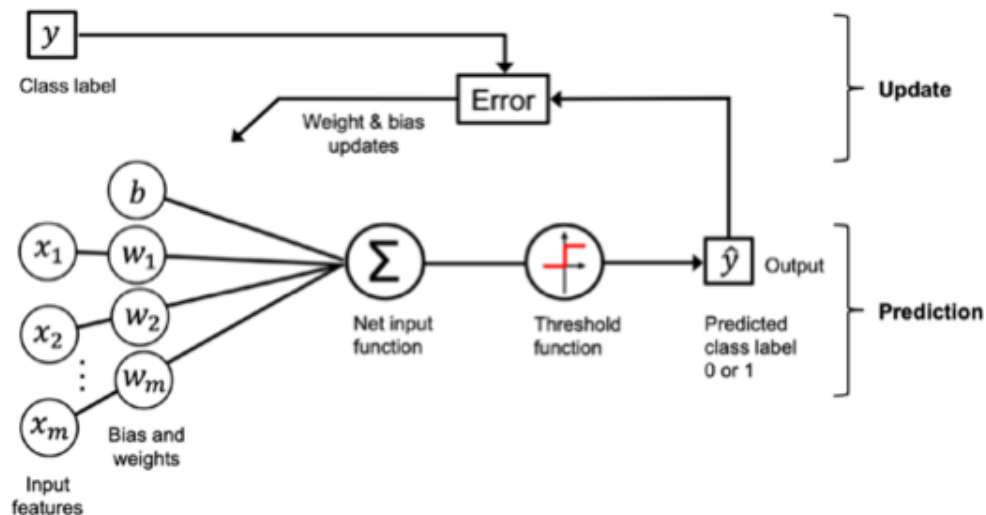 y
Class label
Error
Update
Weight & bias
updates
b
x₁
w₁
x₂
w₂
⋮
wₘ
xₘ
Σ
ŷ
Output
Net input
function
Threshold
function
Predicted
class label
0 or 1
Prediction
Bias and
weights
Input
features